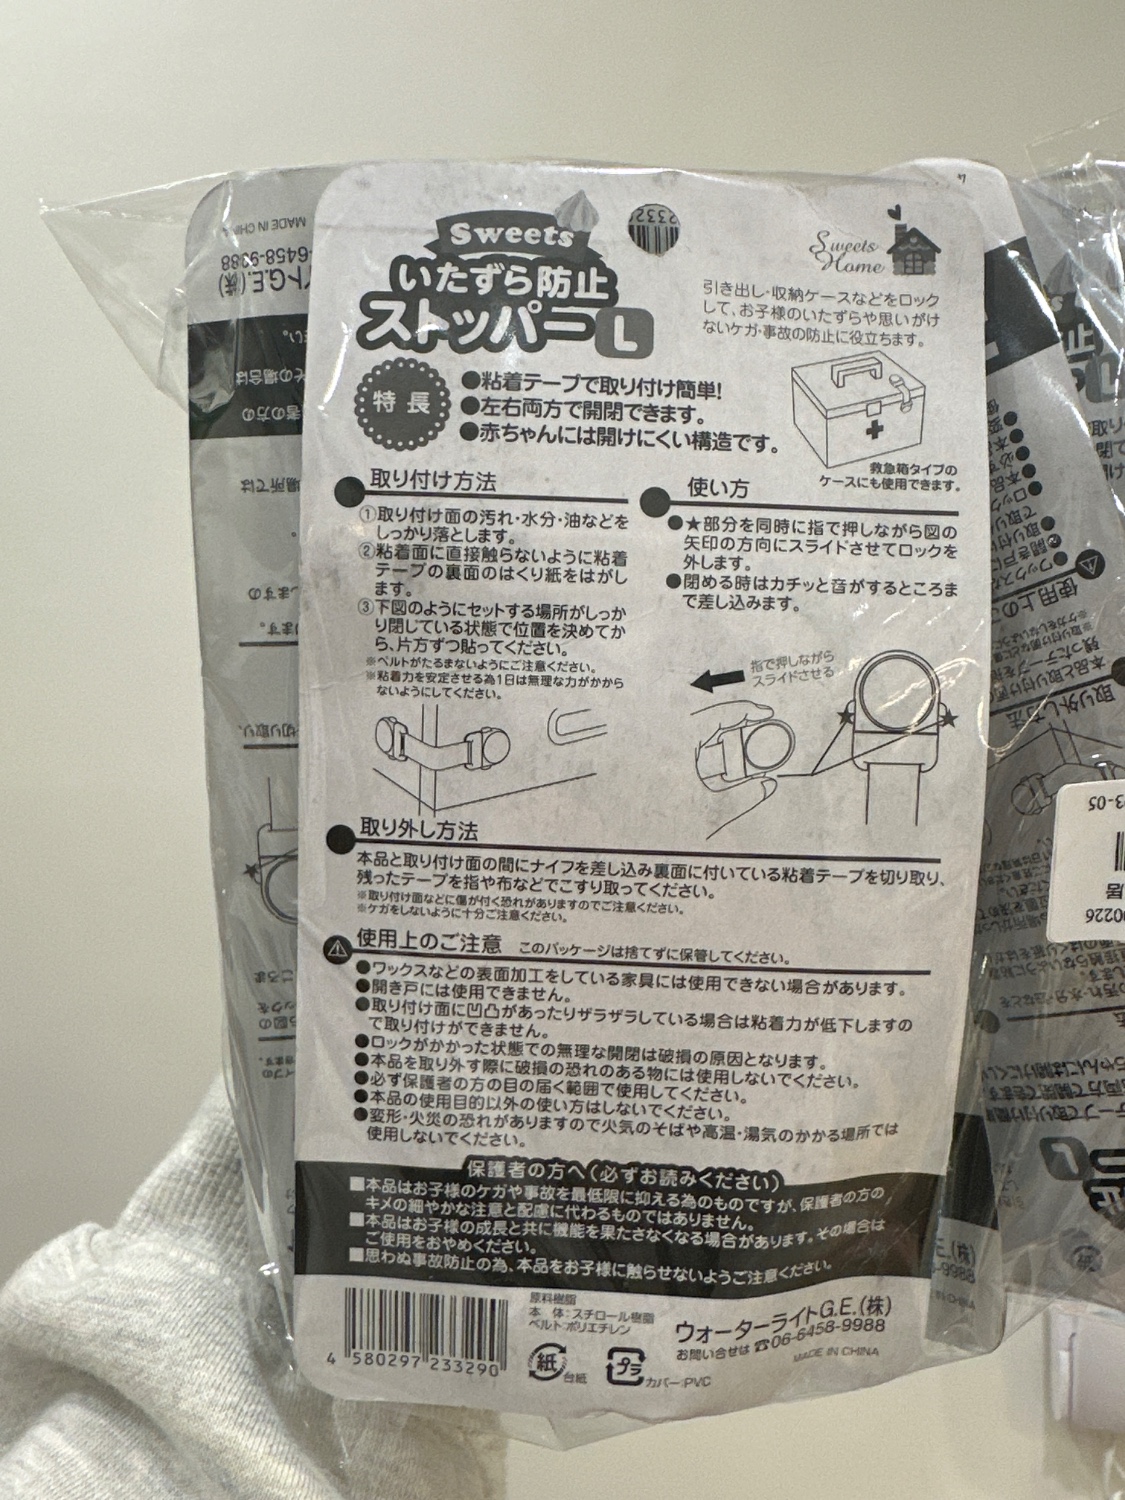 Sweets
いたずら防止
ストッパー L
Sweets
Home
引き出し・収納ケースなどをロック
して、お子様のいたずらや思いがけ
ないケガ・事故の防止に役立ちます。
特長
●粘着テープで取り付け簡単!
●左右両方で開閉できます。
●赤ちゃんには開けにくい構造です。
救急箱タイプの
ケースにも使用できます。
取り付け方法
①取り付け面の汚れ・水分・油などを
しっかり落とします。
②粘着面に直接触らないように粘着
テープの裏面のはくり紙をはがし
ます。
③下図のようにセットする場所がしっか
り閉じている状態で位置を決めてか
ら、片方ずつ貼ってください。
※ベルトがたるまないようにご注意ください。
※粘着力を安定させる為1日は無理な力がかから
ないようにしてください。
使い方
●★部分を同時に指で押しながら図の
矢印の方向にスライドさせてロックを
外します。
●閉める時はカチッと音がするところま
で差し込みます。
指で押しながら
スライドさせる
取り外し方法
本品と取り付け面の間にナイフを差し込み裏面に付いている粘着テープを切り取り、
残ったテープを指や布などでこすり取ってください。
※取り付け面などに傷が付く恐れがありますのでご注意ください。
※ケガをしないように十分ご注意ください。
使用上のご注意 このパッケージは捨てずに保管してください。
●ワックスなどの表面加工をしている家具には使用できない場合があります。
●開き戸には使用できません。
●取り付け面に凹凸があったりザラザラしている場合は粘着力が低下しますの
で取り付けができません。
●ロックがかかった状態での無理な開閉は破損の原因となります。
●本品を取り外す際に破損の恐れのある物には使用しないでください。
●必ず保護者の方の目の届く範囲で使用してください。
●本品の使用目的以外の使い方はしないでください。
●変形・火災の恐れがありますので火気のそばや高温・湯気のかかる場所では
使用しないでください。
保護者の方へ(必ずお読みください)
■本品はお子様のケガや事故を最低限に抑える為のものですが、保護者の方の
キメの細やかな注意と配慮に代わるものではありません。
■本品はお子様の成長と共に機能を果たさなくなる場合があります。その場合は
ご使用をおやめください。
■思わぬ事故防止の為、本品をお子様に触らせないようご注意ください。
4 580297 233290
原料樹脂
本 体:スチロール樹脂
ベルト:ポリエチレン
紙 台紙
プラ カバー:PVC
ウォーターライトG.E.(株)
お問い合せは ☎06-6458-9988
MADE IN CHINA